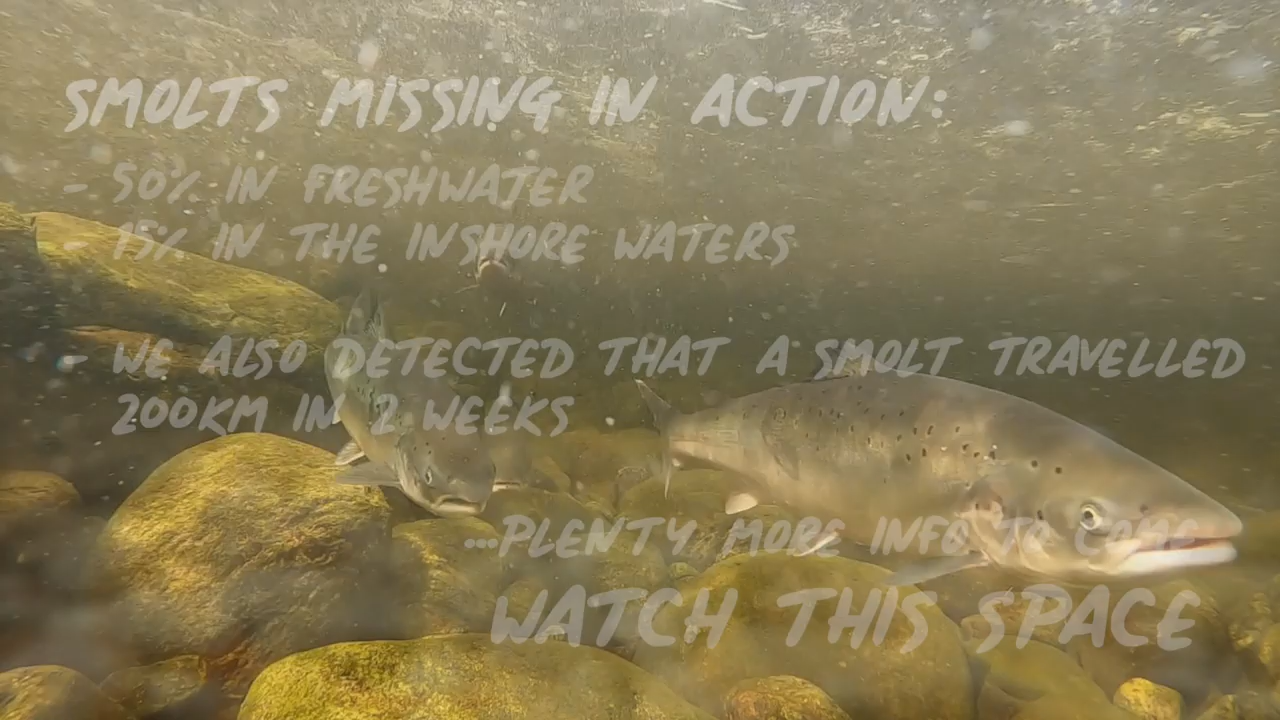 SMOLTS MISSING IN ACTION:
- 50% IN FRESHWATER
- 15% IN THE INSHORE WATERS
- WE ALSO DETECTED THAT A SMOLT TRAVELLED
200KM IN 2 WEEKS
...PLENTY MORE INFO TO COME
WATCH THIS SPACE